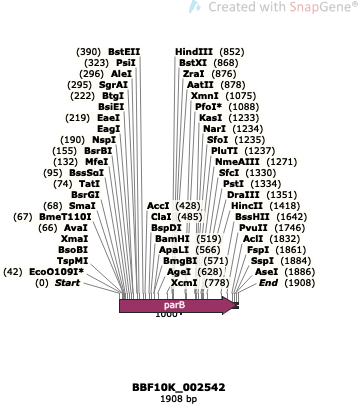 Created with SnapGene®
(390) BstEII
(323) PsiI
(296) AleI
(295) SgrAI
(222) BtgI
BsiEI
(219) EaeI
EagI
(190) NspI
(155) BsrBI
(132) MfeI
(95) BssSαI
(74) TatI
BsrGI
(68) SmaI
(67) BmeT110I
(66) AvaI
XmaI
BsoBI
TspMI
(42) EcoO109I*
(0) Start
HindIII (852)
BstXI (868)
ZraI (876)
AatII (878)
XmnI (1075)
PfoI* (1088)
KasI (1233)
NarI (1234)
SfoI (1235)
PluTI (1237)
NmeAIII (1271)
SfcI (1330)
PstI (1334)
DraIII (1351)
AccI (428)
HincII (1418)
ClaI (485)
BssHII (1642)
BspDI
PvuII (1746)
BamHI (519)
AclI (1832)
ApaLI (566)
FspI (1861)
BmgBI (571)
SspI (1884)
AgeI (628)
AseI (1886)
XcmI (778)
End (1908)
parB
1000
BBF10K_002542
1908 bp